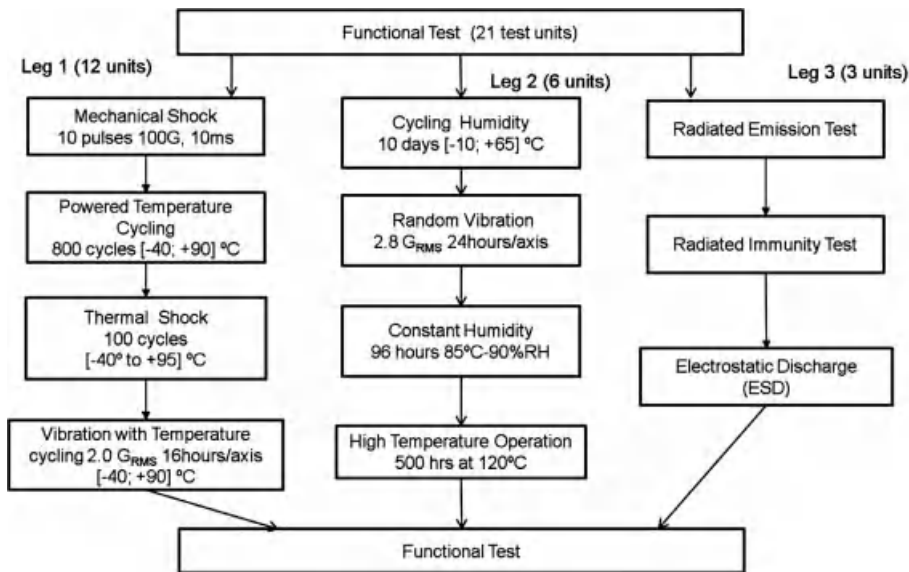 Functional Test (21 test units)
Leg 1 (12 units)
Mechanical Shock
10 pulses 100G, 10ms
Powered Temperature
Cycling
800 cycles [-40; +90] ºC
Thermal Shock
100 cycles
[-40º to +95] ºC
Vibration with Temperature
cycling 2.0 GRMS 16hours/axis
[-40; +90] ºC
Leg 2 (6 units)
Cycling Humidity
10 days [-10; +65] ºC
Random Vibration
2.8 GRMS 24hours/axis
Constant Humidity
96 hours 85ºC-90%RH
High Temperature Operation
500 hrs at 120ºC
Leg 3 (3 units)
Radiated Emission Test
Radiated Immunity Test
Electrostatic Discharge
(ESD)
Functional Test